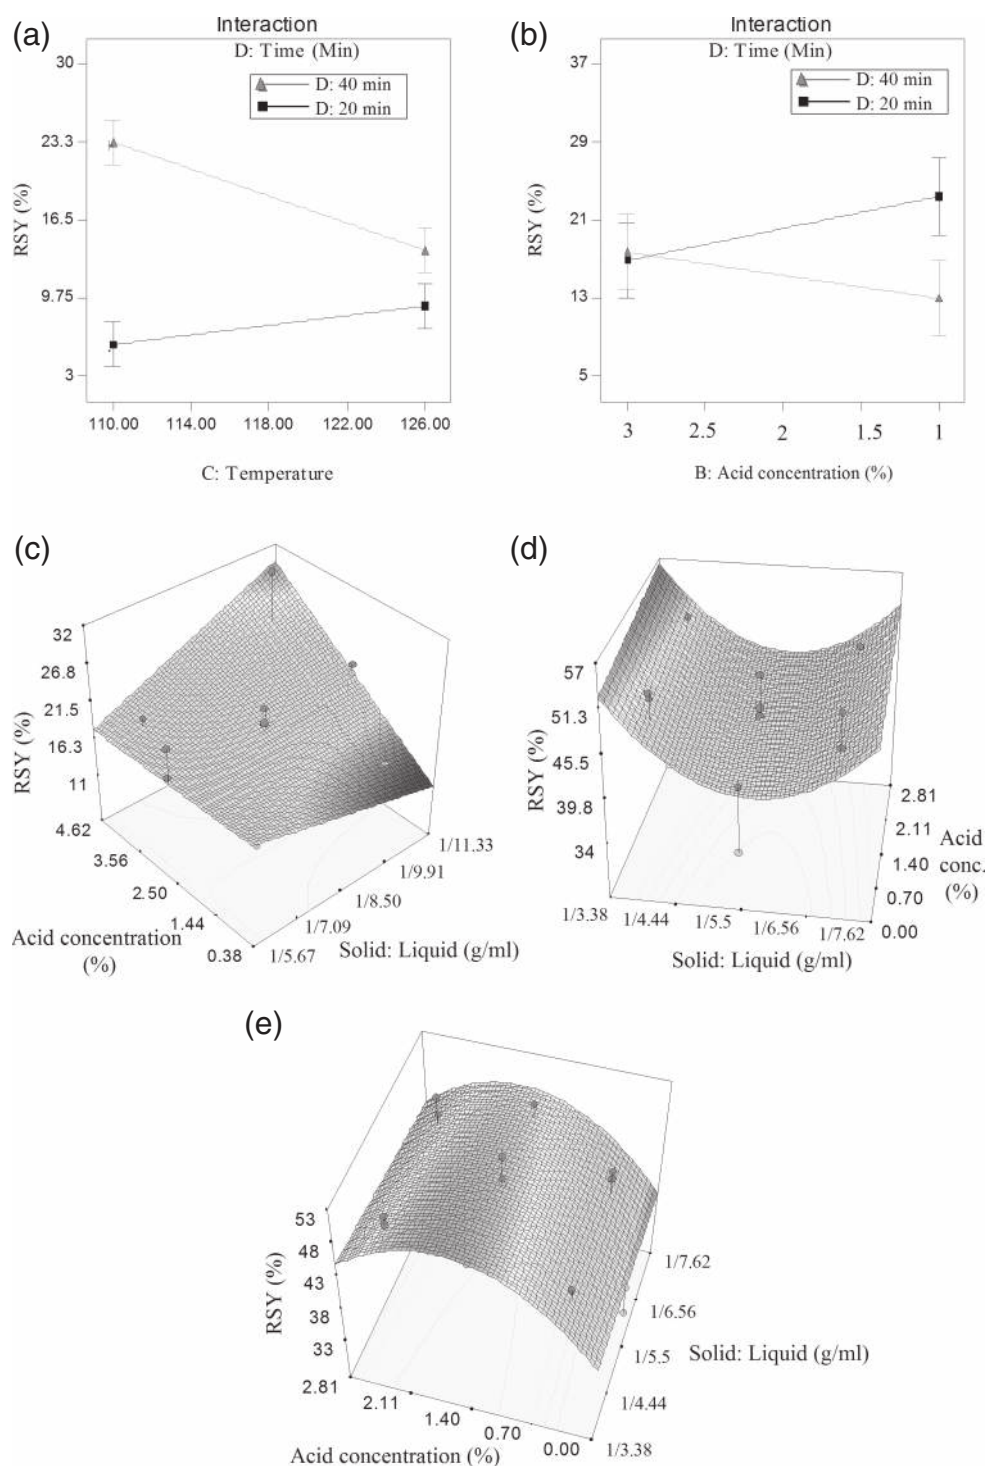 (a)
Interaction
D: Time (Min)
D: 40 min
D: 20 min
30
23.3
16.5
9.75
3
RSY (%)
110.00 114.00 118.00 122.00 126.00
C: Temperature
(b)
Interaction
D: Time (Min)
D: 40 min
D: 20 min
37
29
21
13
5
RSY (%)
3 2.5 2 1.5 1
B: Acid concentration (%)
(c)
32
26.8
21.5
16.3
11
RSY (%)
4.62
3.56
2.50
1.44
0.38
Acid concentration
(%)
1/11.33
1/9.91
1/8.50
1/7.09
1/5.67
Solid: Liquid (g/ml)
(d)
57
51.3
45.5
39.8
34
RSY (%)
2.81
2.11
1.40
0.70
0.00
Acid
conc.
(%)
1/3.38 1/4.44 1/5.5 1/6.56 1/7.62
Solid: Liquid (g/ml)
(e)
53
48
43
38
33
RSY (%)
2.81
2.11
1.40
0.70
0.00
Acid concentration (%)
1/7.62
1/6.56
1/5.5
1/4.44
1/3.38
Solid: Liquid (g/ml)